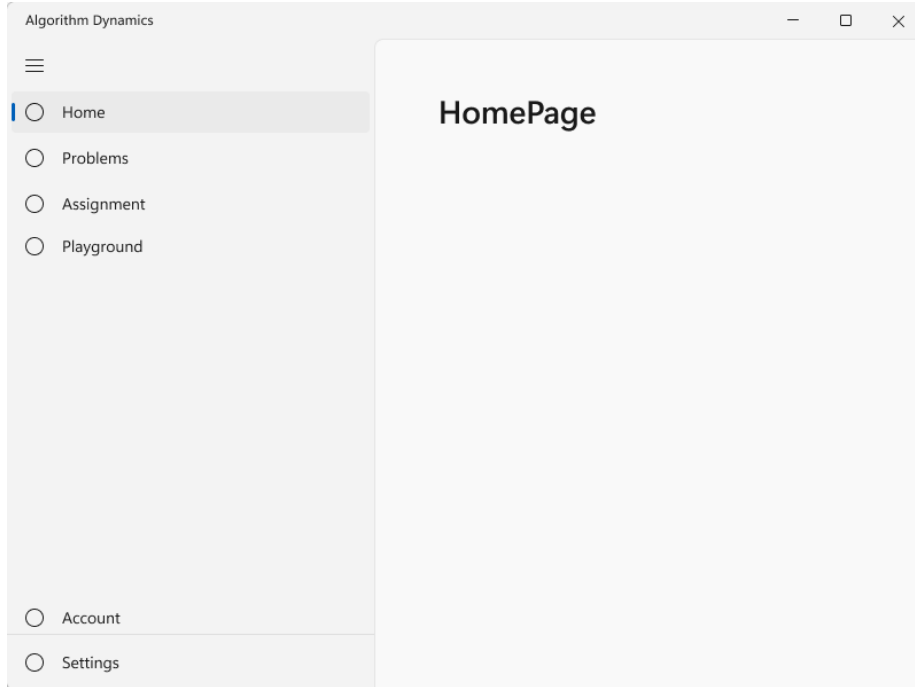 Algorithm Dynamics
Home
Problems
Assignment
Playground
Account
Settings
HomePage